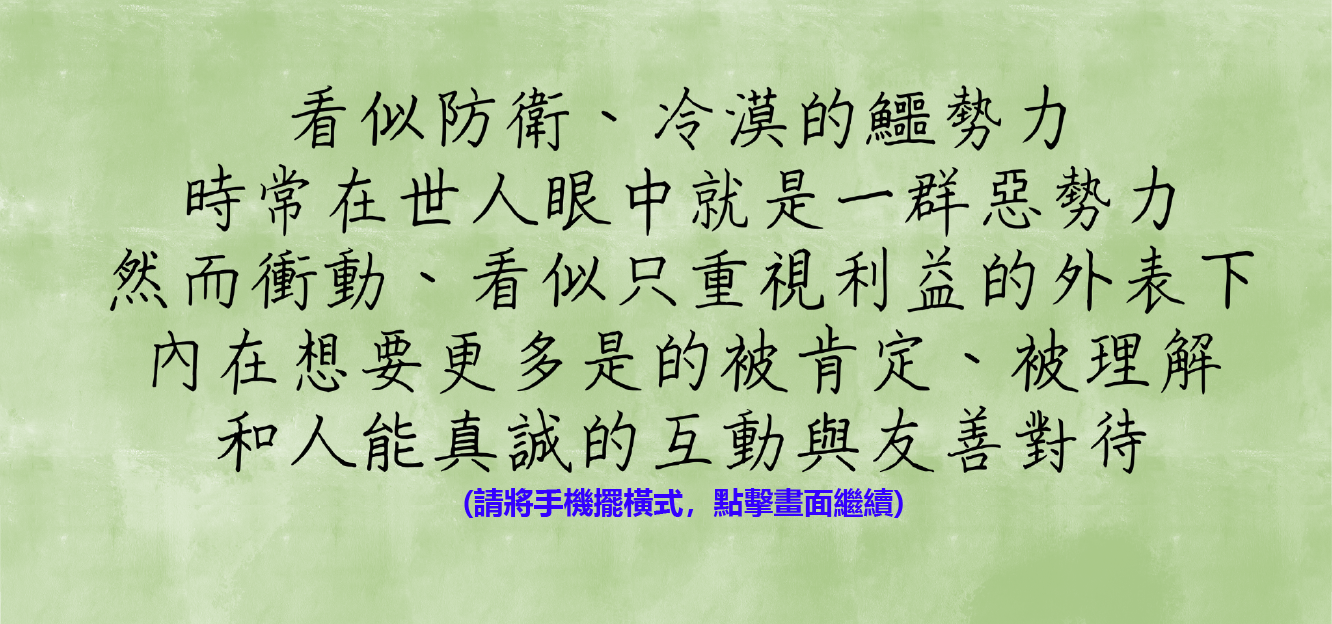 看似防衛、冷漠的鱷勢力
時常在世人眼中就是一群惡勢力
然而衝動、看似只重視利益的外表下
內在想要更多是的被肯定、被理解
和人能真誠的互動與友善對待
(請將手機擺橫式，點擊畫面繼續)